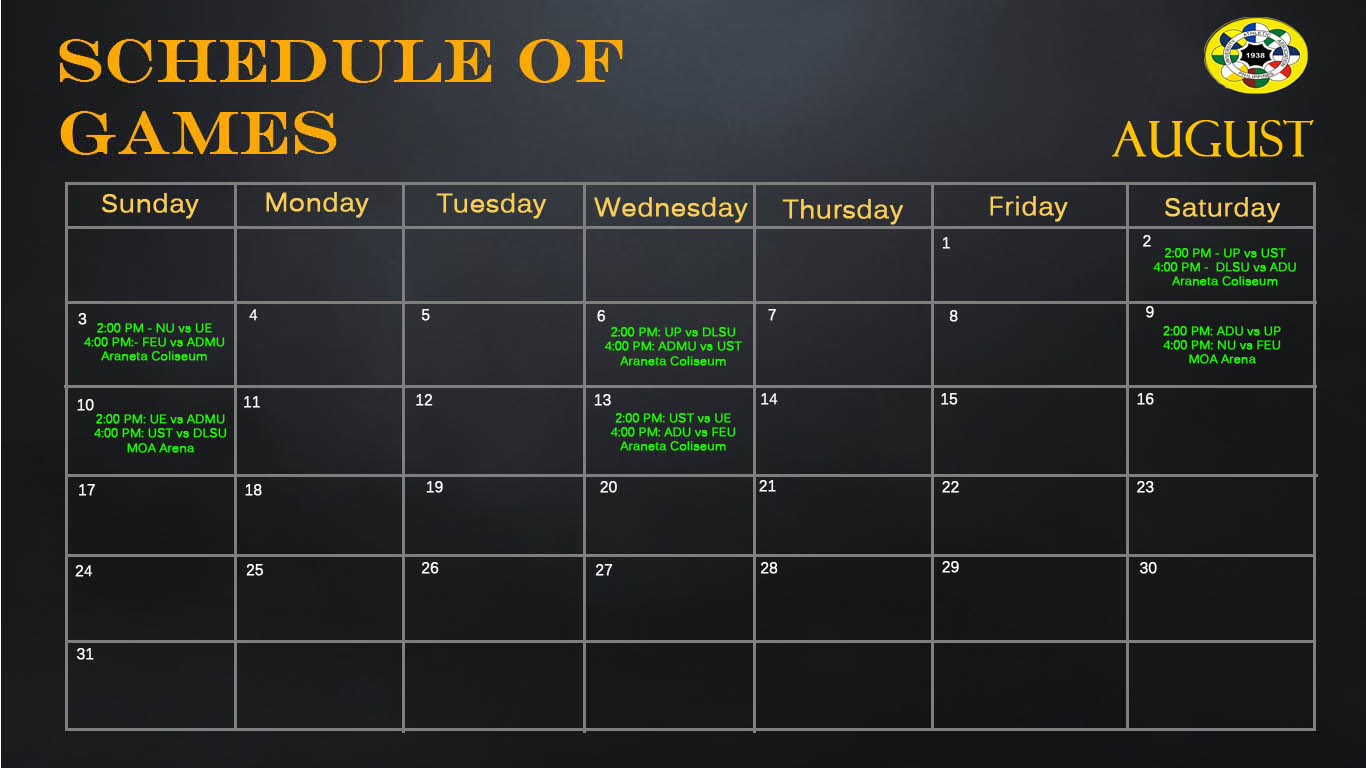 SCHEDULE OF
GAMES
ATHLETIC
1938
PHILIPPINES
AUGUST
Sunday
Monday
Tuesday
Wednesday
Thursday
Friday
Saturday
1
2
2:00 PM - UP vs UST
4:00 PM - DLSU vs ADU
Araneta Coliseum
3
2:00 PM - NU vs UE
4:00 PM:- FEU vs ADMU
Araneta Coliseum
4
5
6
2:00 PM: UP vs DLSU
4:00 PM: ADMU vs UST
Araneta Coliseum
7
8
9
2:00 PM: ADU vs UP
4:00 PM: NU vs FEU
MOA Arena
10
2:00 PM: UE vs ADMU
4:00 PM: UST vs DLSU
MOA Arena
11
12
13
2:00 PM: UST vs UE
4:00 PM: ADU vs FEU
Araneta Coliseum
14
15
16
17
18
19
20
21
22
23
24
25
26
27
28
29
30
31